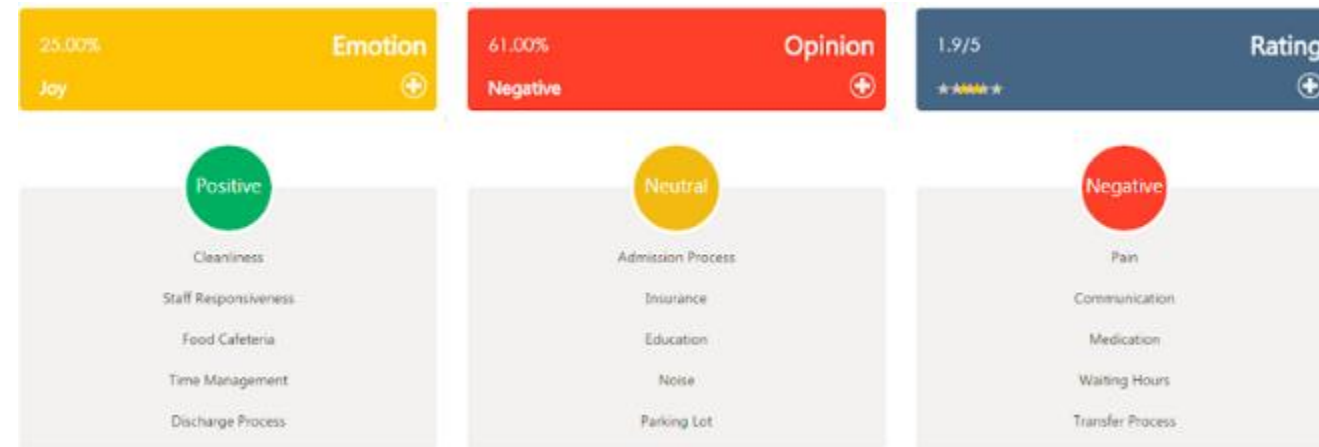 25.00% Emotion
Joy
61.00% Opinion
Negative
1.9/5 Rating
Positive
Cleanliness
Staff Responsiveness
Food Cafeteria
Time Management
Discharge Process
Neutral
Admission Process
Insurance
Education
Noise
Parking Lot
Negative
Pain
Communication
Medication
Waiting Hours
Transfer Process